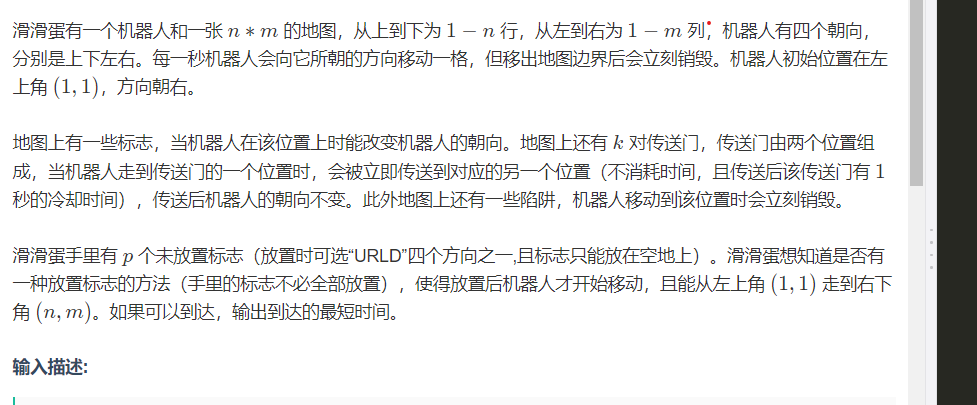 滑滑蛋有一个机器人和一张 n ∗ m 的地图，从上到下为 1 − n 行，从左到右为 1 − m 列；机器人有四个朝向，
分别是上下左右。每一秒机器人会向它所朝的方向移动一格，但移出地图边界后会立刻销毁。机器人初始位置在左
上角 (1, 1)，方向朝右。
地图上有一些标志，当机器人在该位置上时能改变机器人的朝向。地图上还有 k 对传送门，传送门由两个位置组
成，当机器人走到传送门的一个位置时，会被立即传送到对应的另一个位置（不消耗时间，且传送后该传送门有 1
秒的冷却时间），传送后机器人的朝向不变。此外地图上还有一些陷阱，机器人移动到该位置时会立刻销毁。
滑滑蛋手里有 p 个未放置标志（放置时可选“URLD”四个方向之一,且标志只能放在空地上）。滑滑蛋想知道是否有
一种放置标志的方法（手里的标志不必全部放置），使得放置后机器人才开始移动，且能从左上角 (1, 1) 走到右下
角 (n, m)。如果可以到达，输出到达的最短时间。
输入描述: